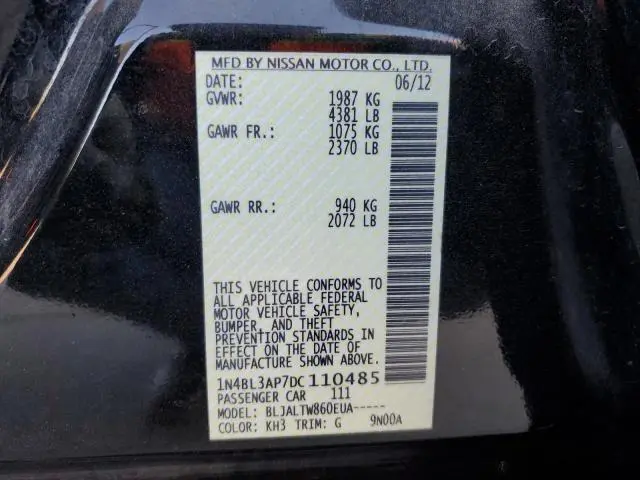 MFD BY NISSAN MOTOR CO., LTD.
DATE: 06/12
GVWR: 1987 KG
4381 LB
GAWR FR.: 1075 KG
2370 LB
GAWR RR.: 940 KG
2072 LB
THIS VEHICLE CONFORMS TO
ALL APPLICABLE FEDERAL
MOTOR VEHICLE SAFETY,
BUMPER, AND THEFT
PREVENTION STANDARDS IN
EFFECT ON THE DATE OF
MANUFACTURE SHOWN ABOVE.
1N4BL3AP7DC110485
PASSENGER CAR 111
MODEL: BLJALTW860EUA-----
COLOR: KH3 TRIM: G 9N00A